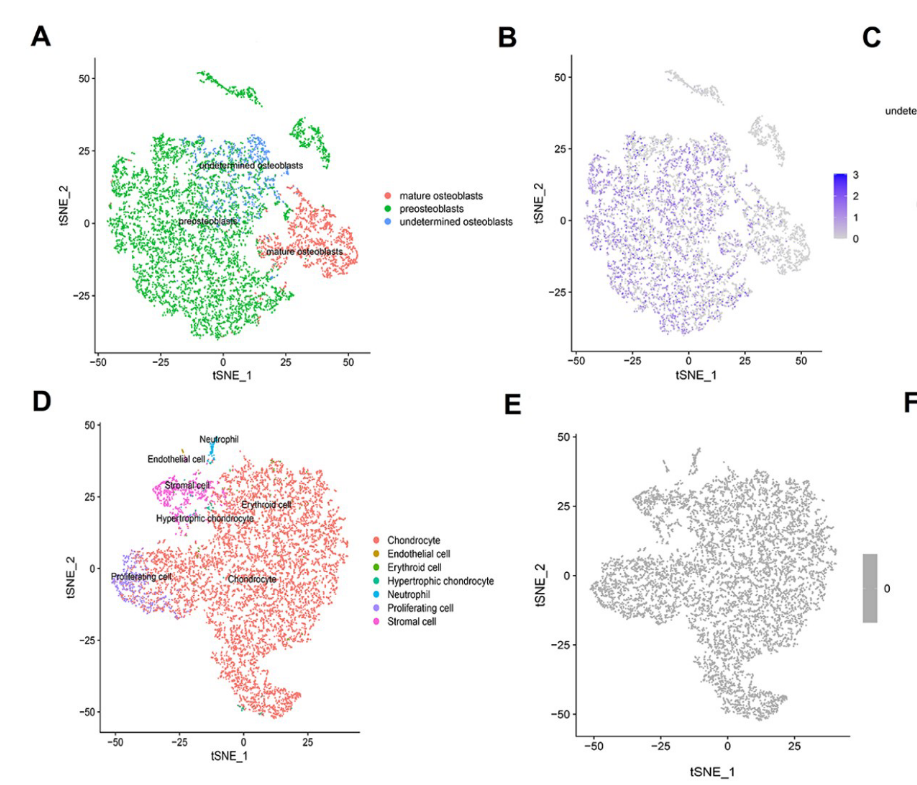 A
B
C
50
25
0
−25
tSNE_2
undetermined osteoblasts
preosteoblasts
mature osteoblasts
−50
−25
0
25
50
tSNE_1
mature osteoblasts
preosteoblasts
undetermined osteoblasts
50
25
0
−25
tSNE_2
−50
−25
0
25
50
tSNE_1
3
2
1
0
undete
D
E
F
50
25
0
−25
−50
tSNE_2
Neutrophil
Endothelial cell
Stromal cell
Erythroid cell
Hypertrophic chondrocyte
Proliferating cell
Chondrocyte
−50
−25
0
25
tSNE_1
Chondrocyte
Endothelial cell
Erythroid cell
Hypertrophic chondrocyte
Neutrophil
Proliferating cell
Stromal cell
50
25
0
−25
−50
tSNE_2
−50
−25
0
25
tSNE_1
0